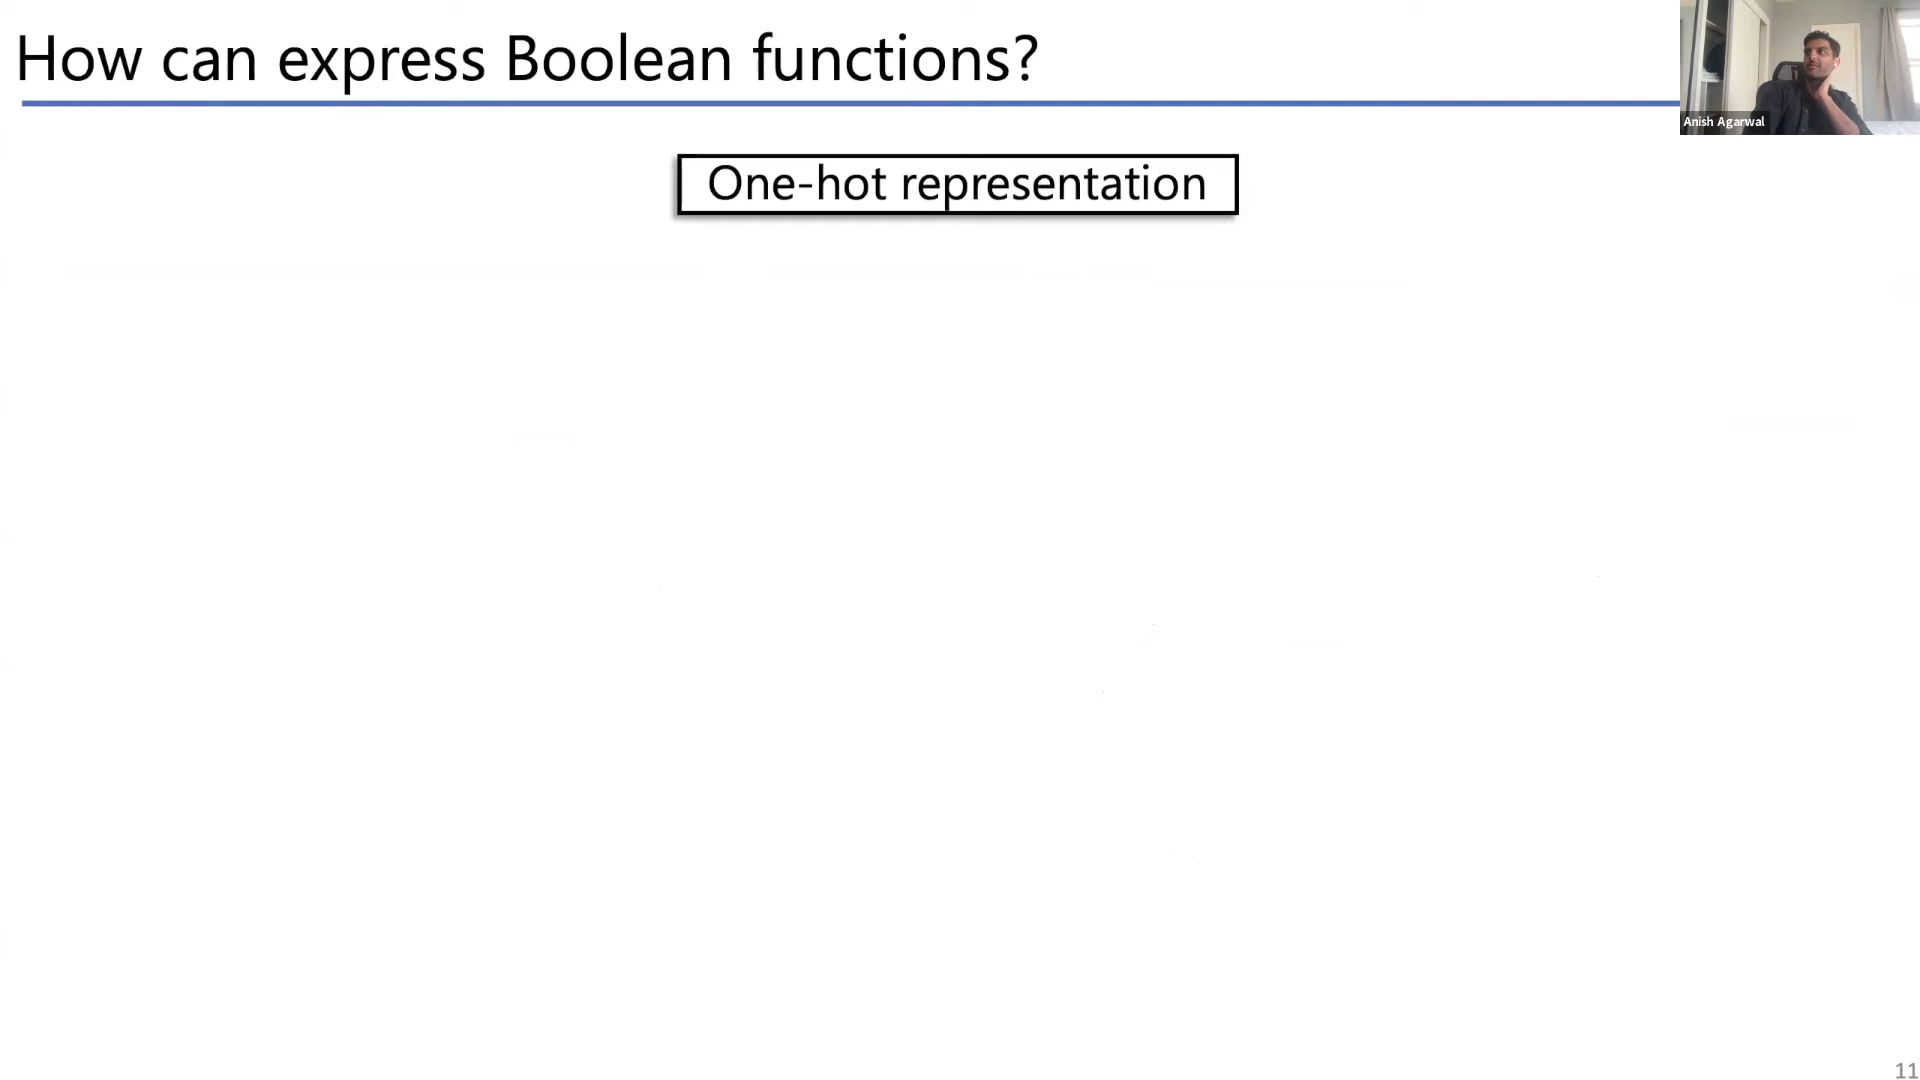 How can express Boolean functions?
Anish Agarwal
One-hot representation
11